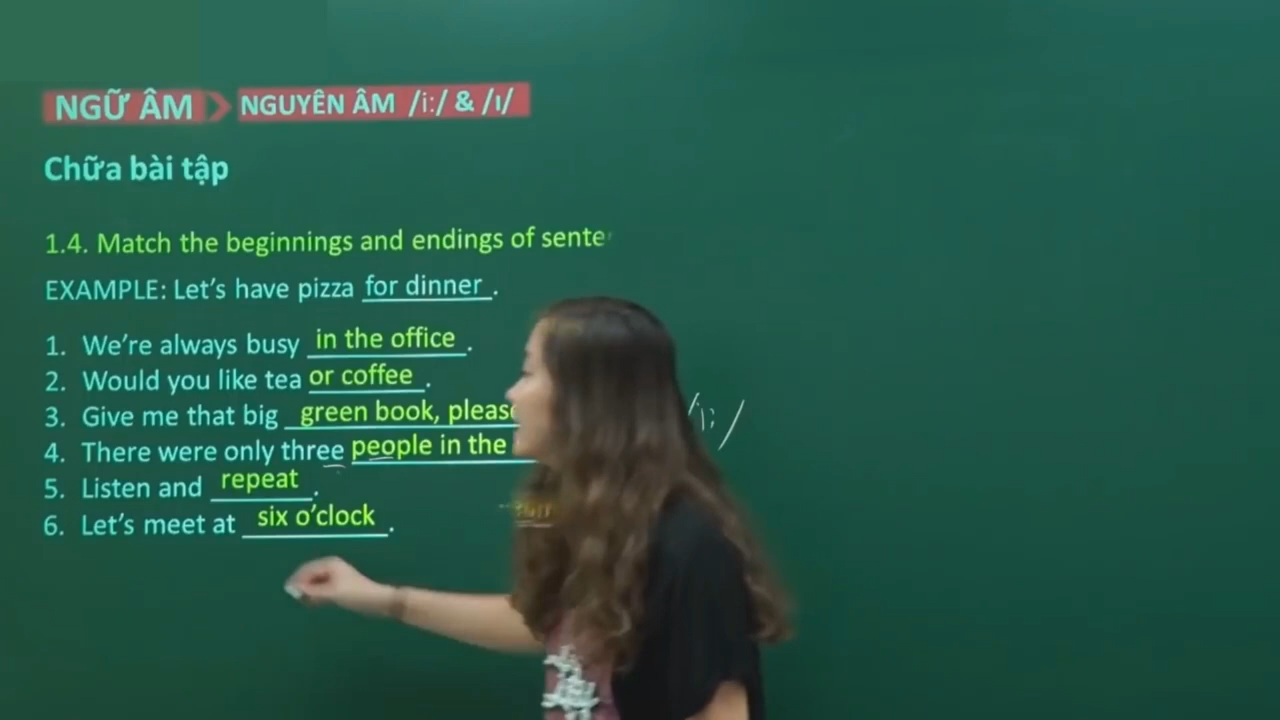 NGỮ ÂM NGUYÊN ÂM /i:/ & /ɪ/
Chữa bài tập
1.4. Match the beginnings and endings of sente
EXAMPLE: Let's have pizza for dinner.
1. We're always busy in the office.
2. Would you like tea or coffee.
3. Give me that big green book, please
4. There were only three people in the
5. Listen and repeat.
6. Let's meet at six o'clock.
/i:/